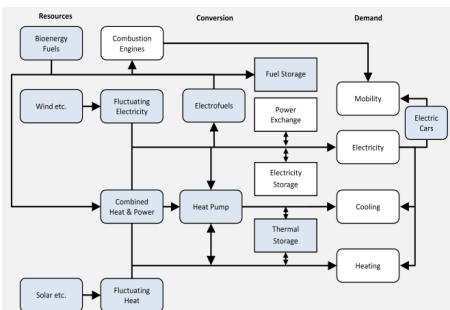 Resources
Conversion
Demand
Bioenergy
Fuels
Combustion
Engines
Fuel Storage
Mobility
Wind etc.
Fluctuating
Electricity
Electrofuels
Power
Exchange
Electric
Cars
Electricity
Electricity
Storage
Combined
Heat & Power
Heat Pump
Cooling
Thermal
Storage
Heating
Solar etc.
Fluctuating
Heat